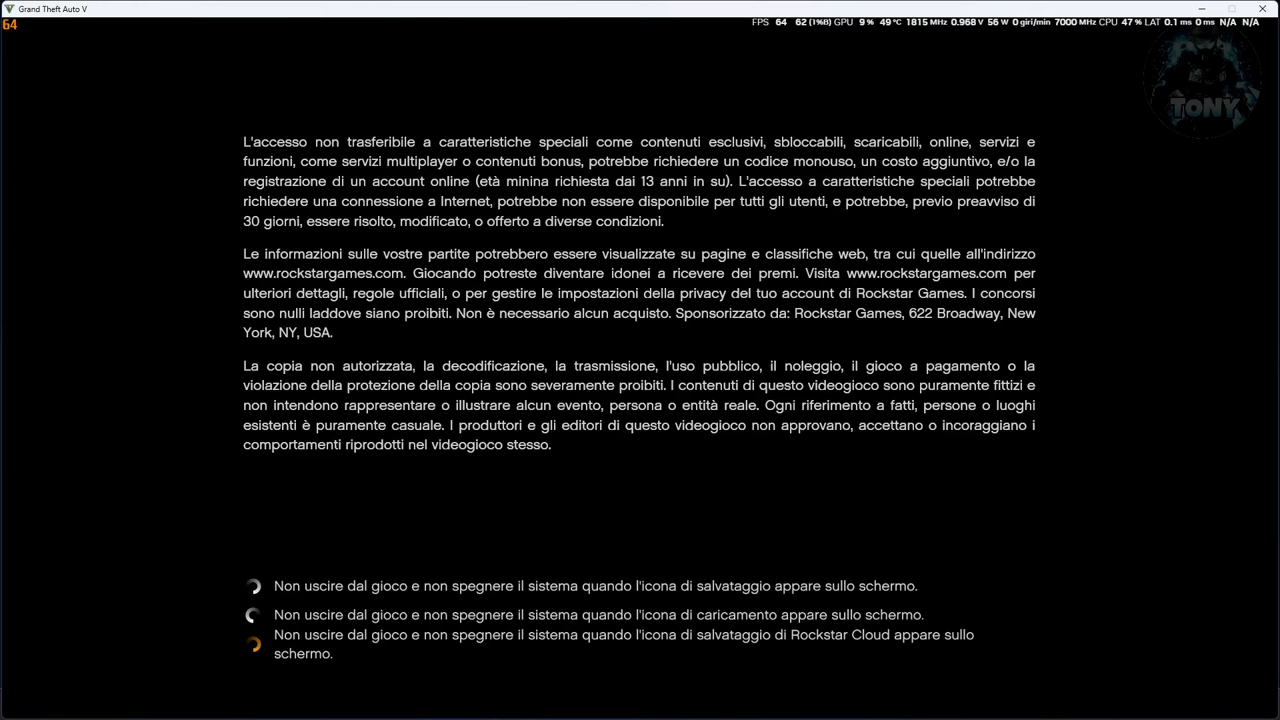 Grand Theft Auto V
64
FPS 64 62 (1%8) GPU 9 % 49 °C 1815 MHz 0.968 V 56 W 0 giri/min 7000 MHz CPU 47 % LAT 0.1 ms 0 ms N/A N/A
TONY
L'accesso non trasferibile a caratteristiche speciali come contenuti esclusivi, sbloccabili, scaricabili, online, servizi e
funzioni, come servizi multiplayer o contenuti bonus, potrebbe richiedere un codice monouso, un costo aggiuntivo, e/o la
registrazione di un account online (età minina richiesta dai 13 anni in su). L'accesso a caratteristiche speciali potrebbe
richiedere una connessione a Internet, potrebbe non essere disponibile per tutti gli utenti, e potrebbe, previo preavviso di
30 giorni, essere risolto, modificato, o offerto a diverse condizioni.
Le informazioni sulle vostre partite potrebbero essere visualizzate su pagine e classifiche web, tra cui quelle all'indirizzo
www.rockstargames.com. Giocando potreste diventare idonei a ricevere dei premi. Visita www.rockstargames.com per
ulteriori dettagli, regole ufficiali, o per gestire le impostazioni della privacy del tuo account di Rockstar Games. I concorsi
sono nulli laddove siano proibiti. Non è necessario alcun acquisto. Sponsorizzato da: Rockstar Games, 622 Broadway, New
York, NY, USA.
La copia non autorizzata, la decodificazione, la trasmissione, l'uso pubblico, il noleggio, il gioco a pagamento o la
violazione della protezione della copia sono severamente proibiti. I contenuti di questo videogioco sono puramente fittizi e
non intendono rappresentare o illustrare alcun evento, persona o entità reale. Ogni riferimento a fatti, persone o luoghi
esistenti è puramente casuale. I produttori e gli editori di questo videogioco non approvano, accettano o incoraggiano i
comportamenti riprodotti nel videogioco stesso.
Non uscire dal gioco e non spegnere il sistema quando l'icona di salvataggio appare sullo schermo.
Non uscire dal gioco e non spegnere il sistema quando l'icona di caricamento appare sullo schermo.
Non uscire dal gioco e non spegnere il sistema quando l'icona di salvataggio di Rockstar Cloud appare sullo
schermo.